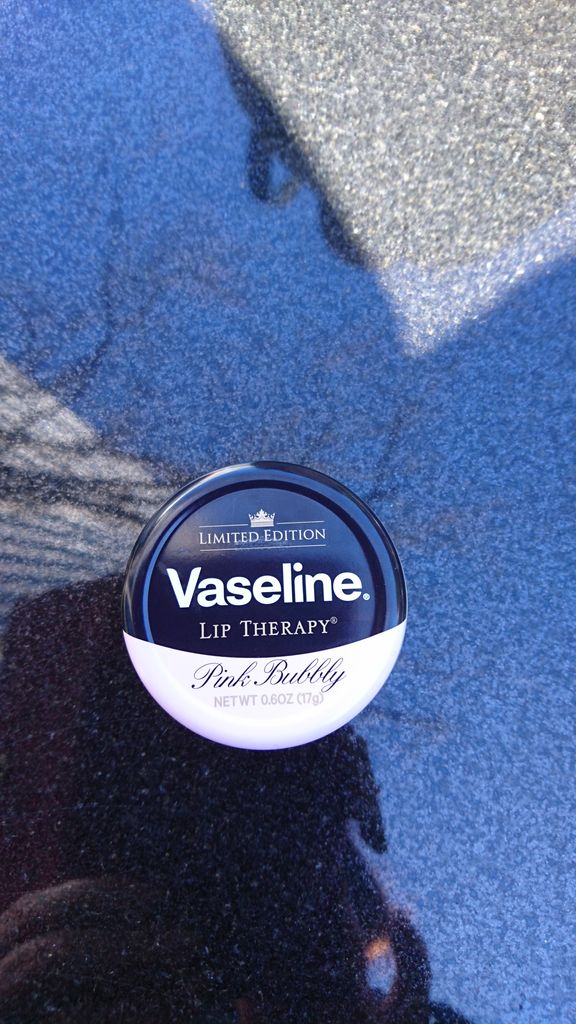 LIMITED EDITION
Vaseline®
LIP THERAPY®
Pink Bubbly
NET WT 0.6OZ (17g)